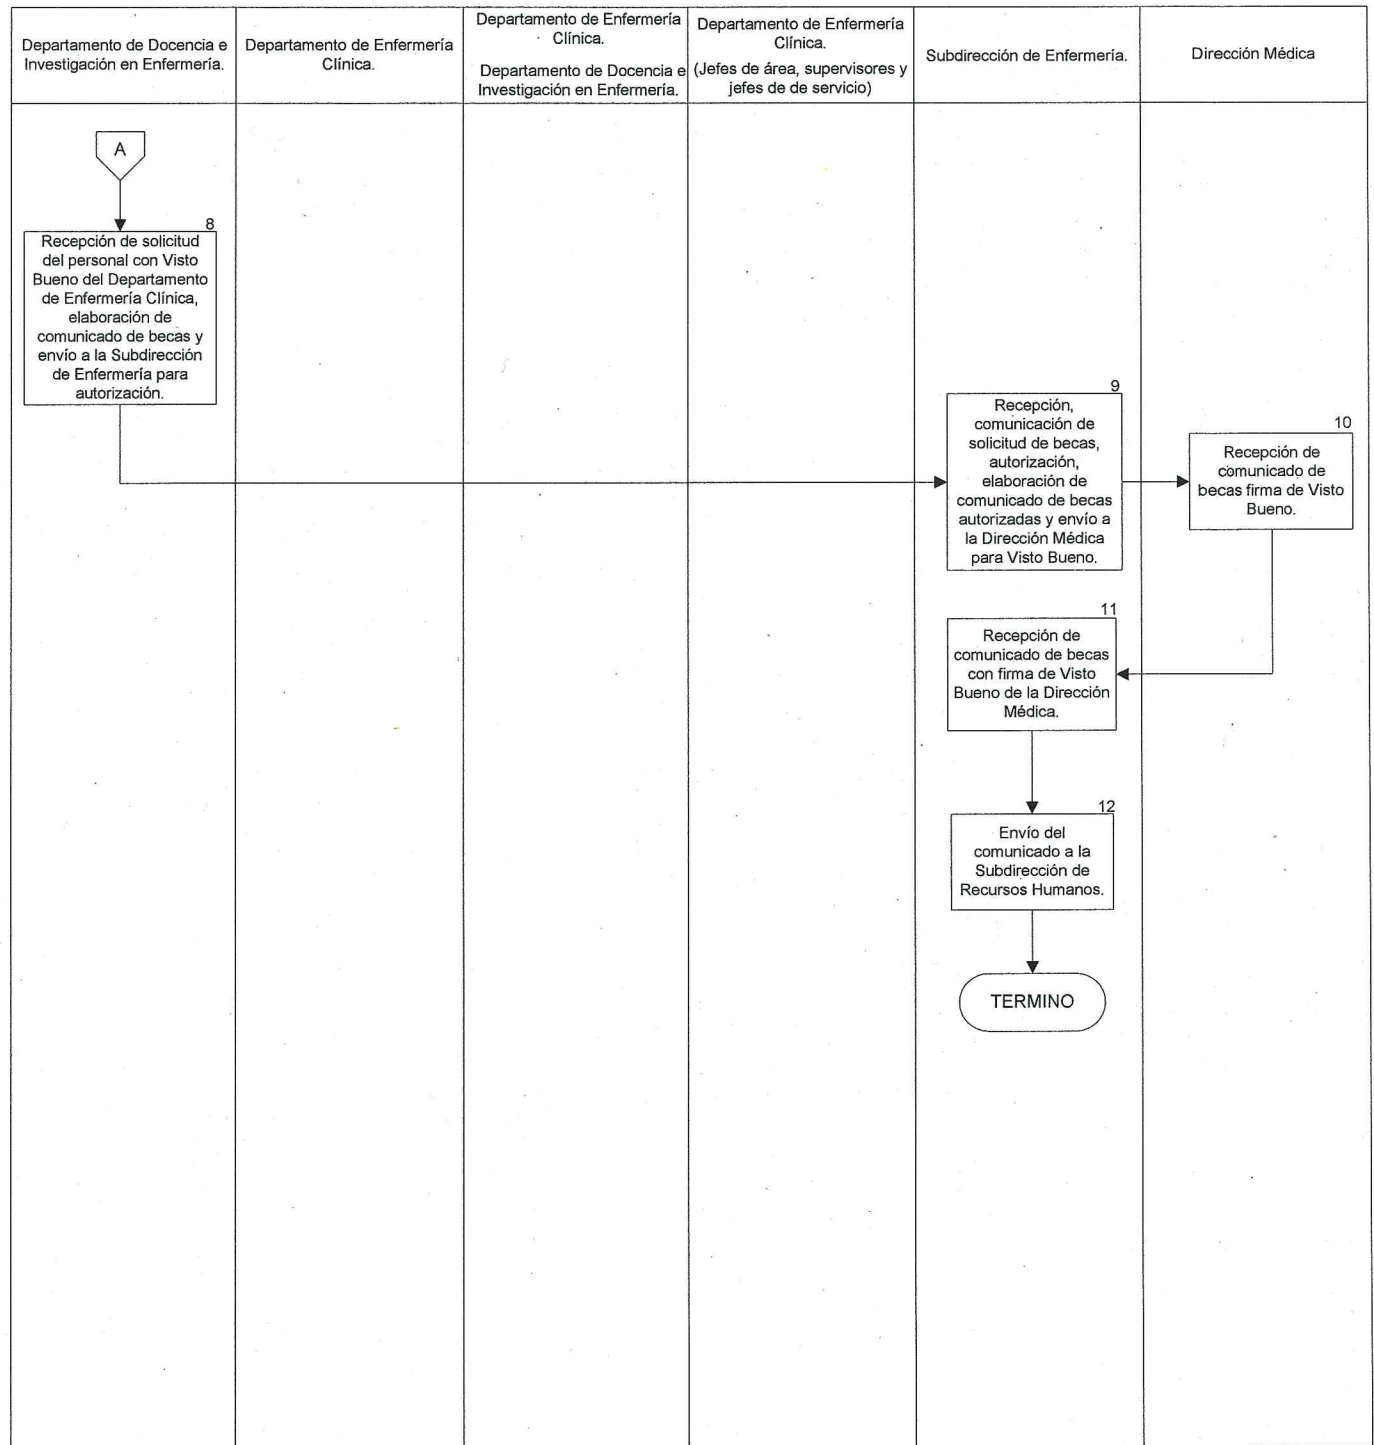 Departamento de Docencia e
Investigación en Enfermería.
Departamento de Enfermería
Clínica.
Departamento de Enfermería
Clínica.
Departamento de Docencia e
Investigación en Enfermería.
Departamento de Enfermería
Clínica.
(Jefes de área, supervisores y
jefes de de servicio)
Subdirección de Enfermería.
Dirección Médica
A
8
Recepción de solicitud
del personal con Visto
Bueno del Departamento
de Enfermería Clínica,
elaboración de
comunicado de becas y
envío a la Subdirección
de Enfermería para
autorización.
9
Recepción,
comunicación de
solicitud de becas,
autorización,
elaboración de
comunicado de becas
autorizadas y envío a
la Dirección Médica
para Visto Bueno.
10
Recepción de
comunicado de
becas firma de Visto
Bueno.
11
Recepción de
comunicado de becas
con firma de Visto
Bueno de la Dirección
Médica.
12
Envío del
comunicado a la
Subdirección de
Recursos Humanos.
TERMINO